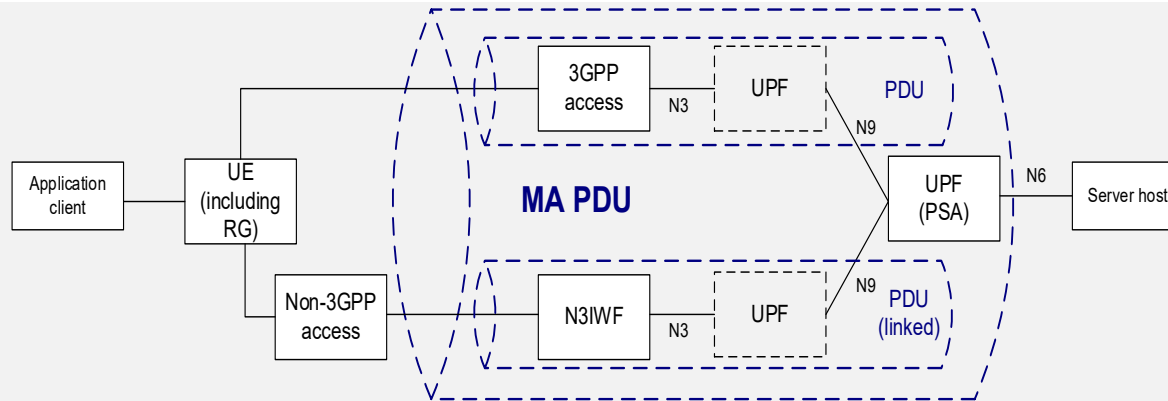 3GPP
access
N3
UPF
PDU
N9
Application
client
UE
(including
RG)
MA PDU
UPF
(PSA)
N6
Server host
Non-3GPP
access
N3IWF
N3
UPF
N9
PDU
(linked)